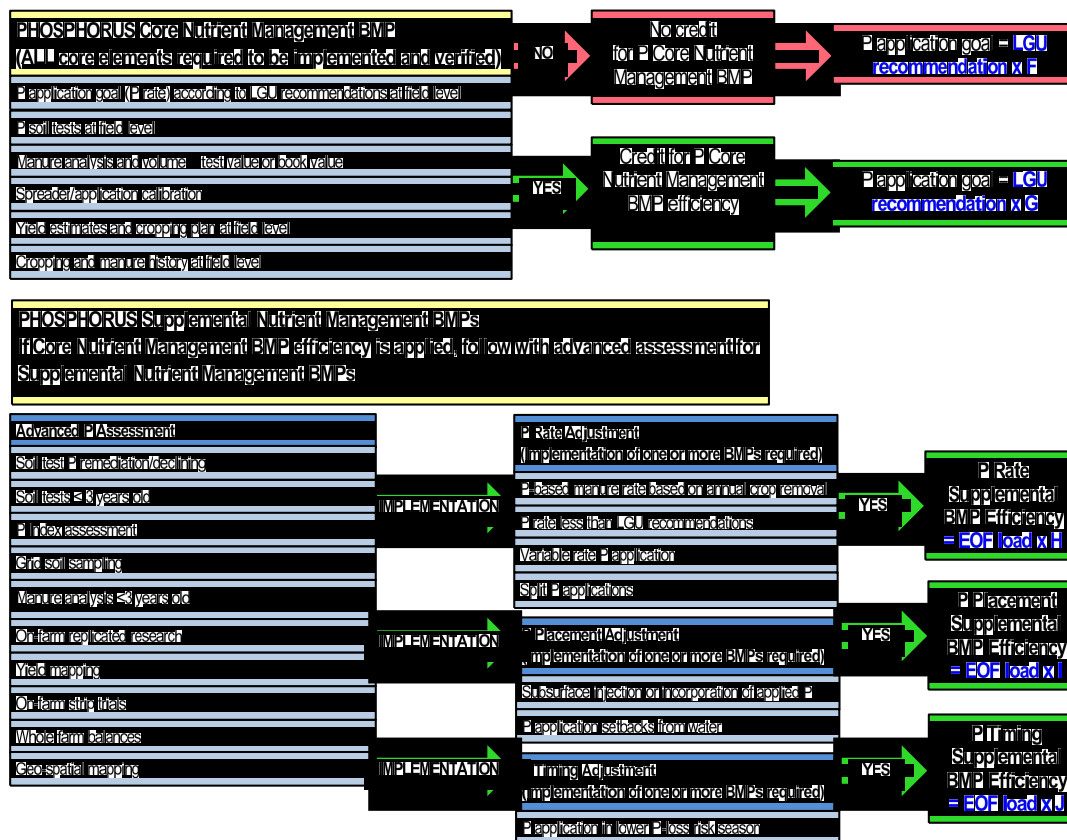 PHOSPHORUS Core Nutrient Management BMP
(ALL core elements required to be implemented and verified)
P application goal (P rate) according to LGU recommendations at field level
P soil tests at field level
Manure analysis and volume test value or book value
Spreader/application calibration
Yield estimates and cropping plan at field level
Cropping and manure history at field level
NO
No credit
for P Core Nutrient
Management BMP
P application goal = LGU
recommendation x F
YES
Credit for P Core
Nutrient Management
BMP efficiency
P application goal = LGU
recommendation x G
PHOSPHORUS Supplemental Nutrient Management BMPs
If Core Nutrient Management BMP efficiency is applied, follow with advanced assessment for
Supplemental Nutrient Management BMPs
Advanced P Assessment
Soil test P remediation/declining
Soil tests < 3 years old
P Index assessment
Grid soil sampling
Manure analysis ≤3 years old
On-farm replicated research
Yield mapping
On-farm strip trials
Whole farm balances
Geo-spatial mapping
IMPLEMENTATION
P Rate Adjustment
(Implementation of one or more BMPs required)
P-based manure rate based on annual crop removal
P rate less than LGU recommendations
Variable rate P application
Split P applications
YES
P Rate
Supplemental
BMP Efficiency
= EOF load x H
IMPLEMENTATION
P Placement Adjustment
(Implementation of one or more BMPs required)
Subsurface injection or incorporation of applied P
P application setbacks from water
YES
P Placement
Supplemental
BMP Efficiency
= EOF load x I
IMPLEMENTATION
P Timing Adjustment
(Implementation of one or more BMPs required)
P application in lower P-loss risk season
YES
P Timing
Supplemental
BMP Efficiency
= EOF load x J